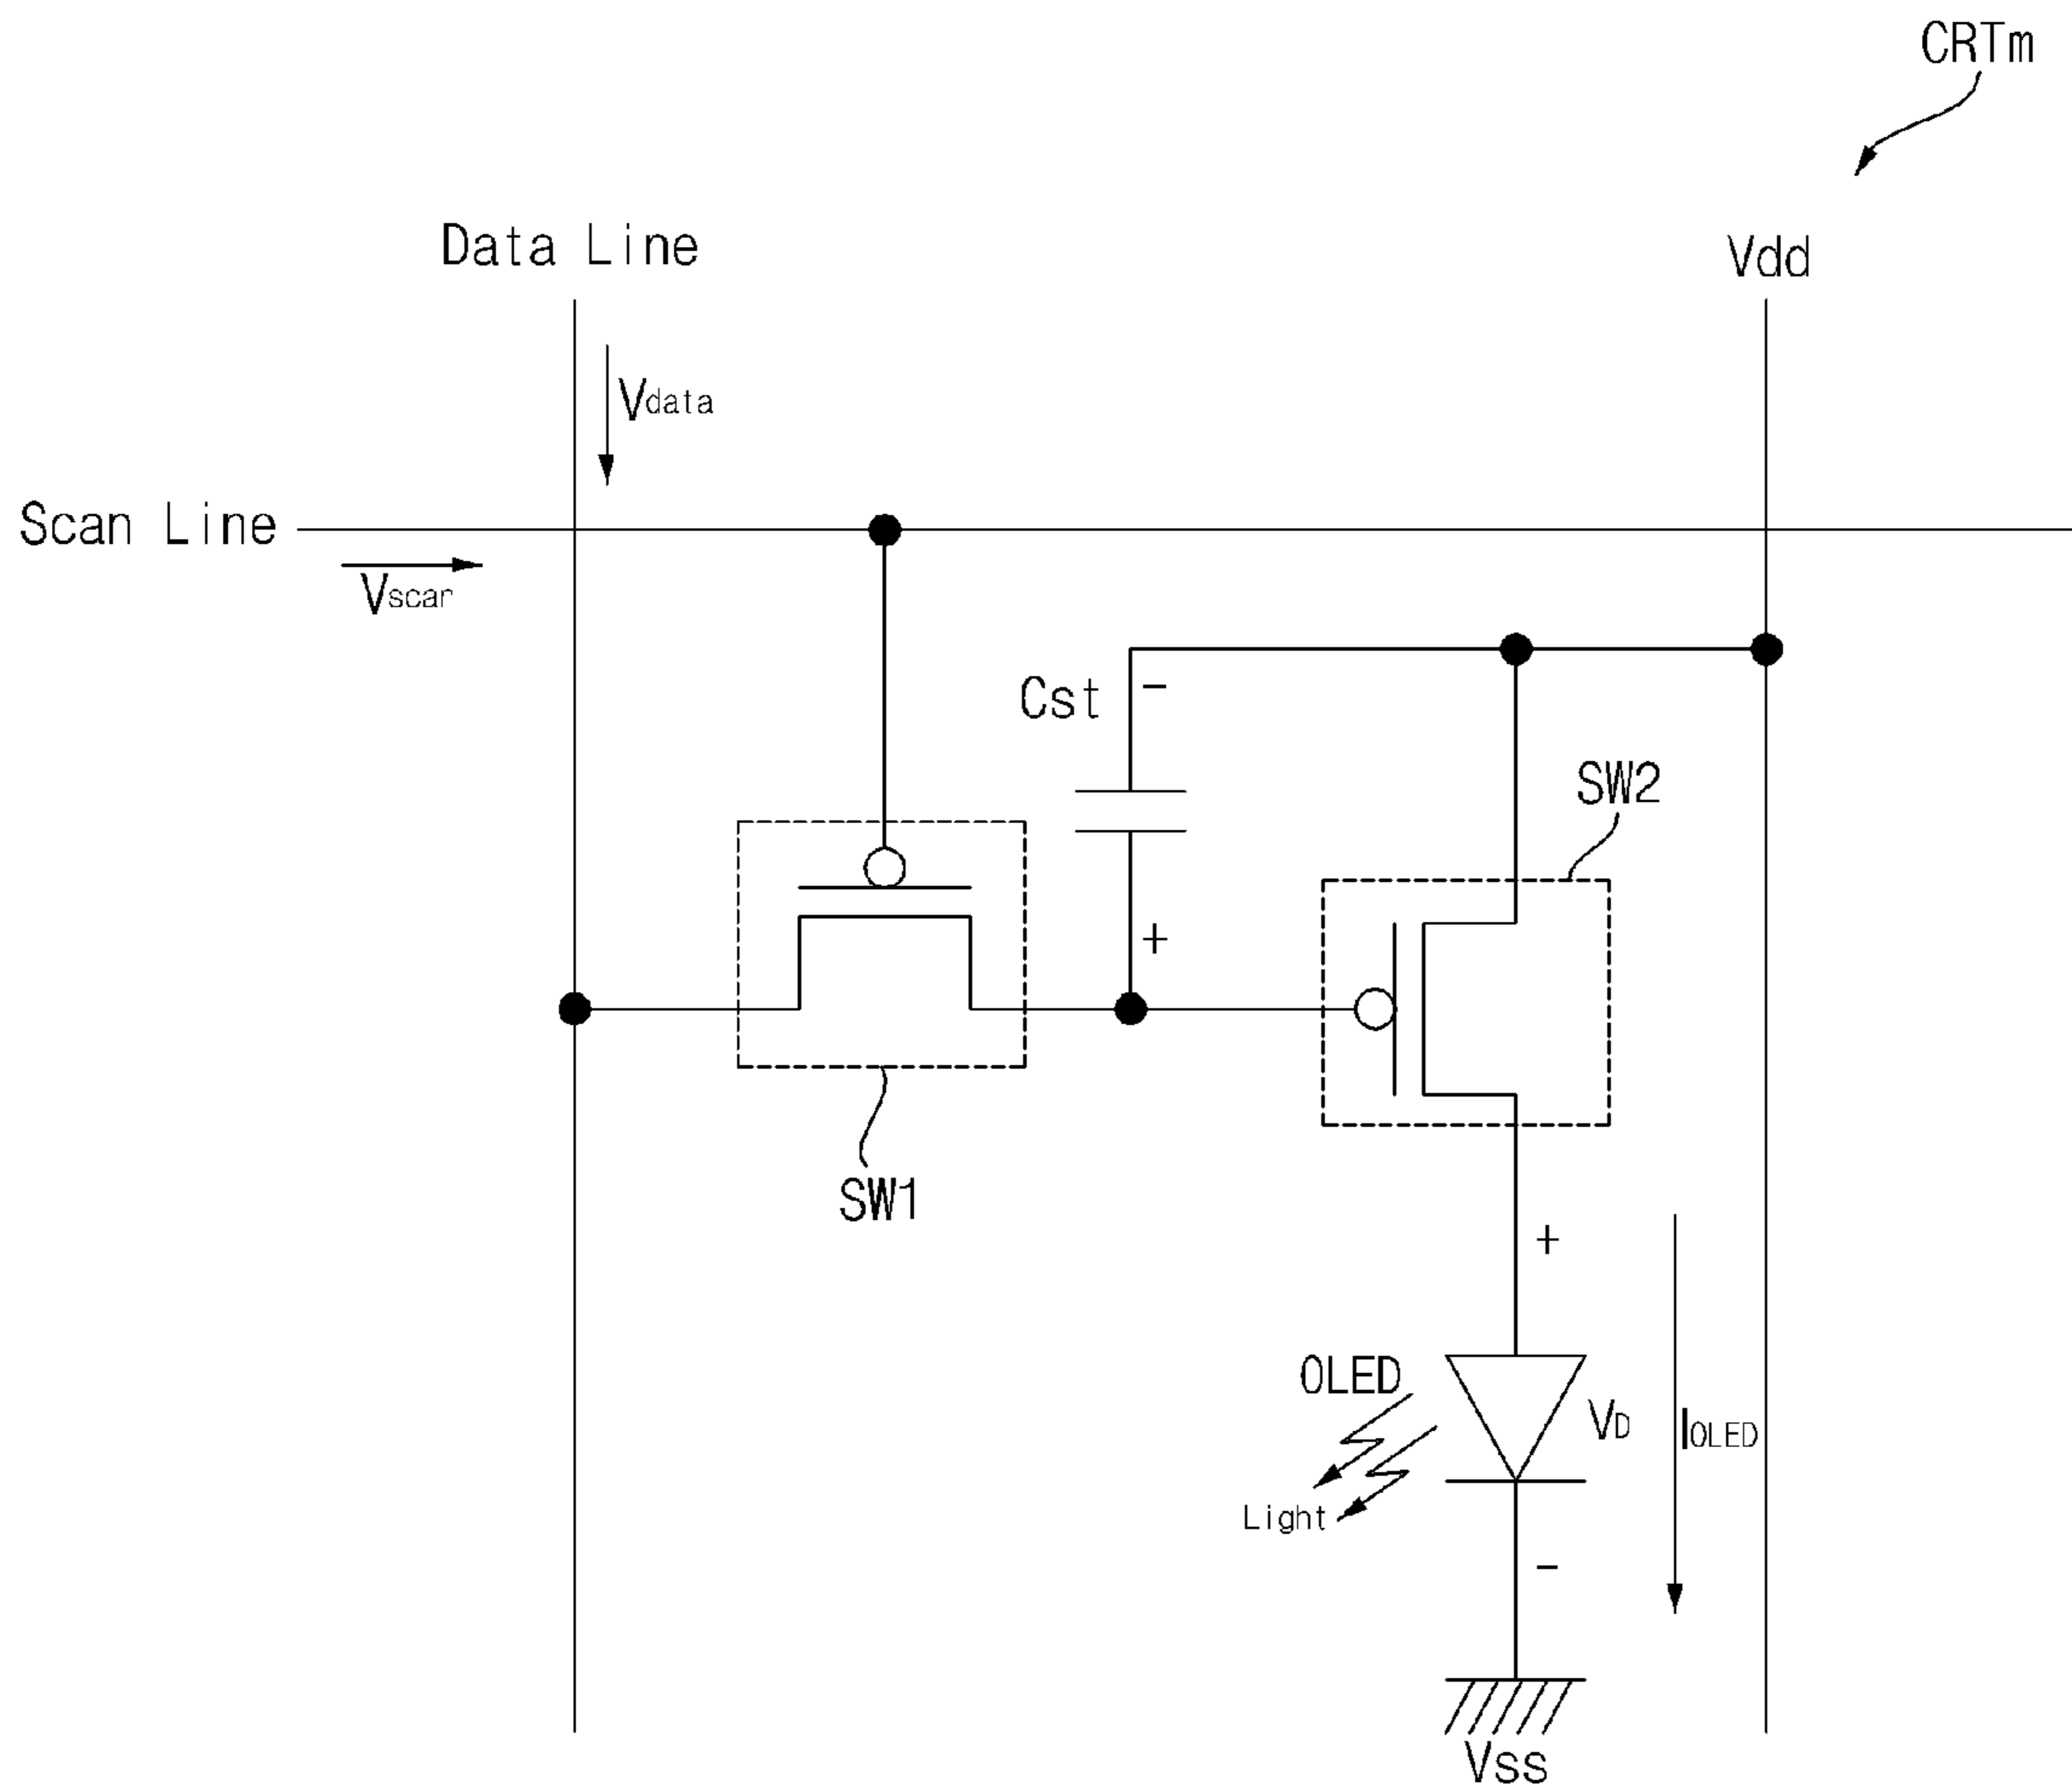 CRTm
Data Line
Vdd
Vdata
Scan Line
Vscan
Cst
-
SW2
+
SW1
+
OLED
VD
IOLED
Light
-
Vss